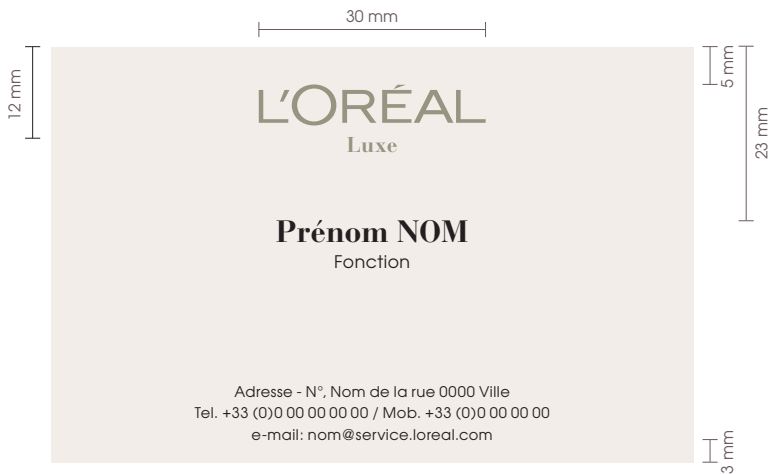 30 mm
12 mm
5 mm
23 mm
L'ORÉAL
Luxe
Prénom NOM
Fonction
Adresse - N°, Nom de la rue 0000 Ville
Tel. +33 (0)0 00 00 00 00 / Mob. +33 (0)0 00 00 00
e-mail: nom@service.loreal.com
3 mm